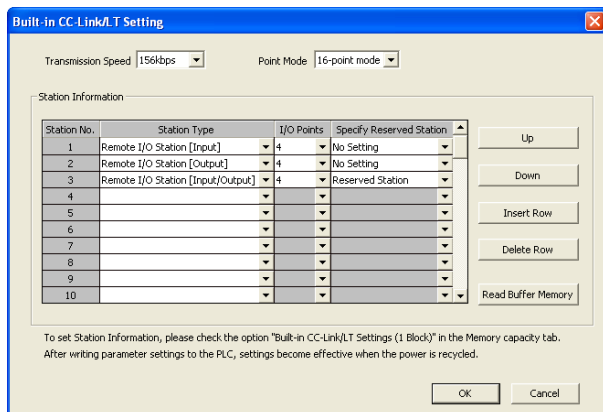 Built-in CC-Link/LT Setting
Transmission Speed 156kbps Point Mode 16-point mode
Station Information
Station No. Station Type I/O Points Specify Reserved Station
1 Remote I/O Station [Input] 4 No Setting
2 Remote I/O Station [Output] 4 No Setting
3 Remote I/O Station [Input/Output] 4 Reserved Station
4
5
6
7
8
9
10
Up
Down
Insert Row
Delete Row
Read Buffer Memory
To set Station Information, please check the option "Built-in CC-Link/LT Settings (1 Block)" in the Memory capacity tab.
After writing parameter settings to the PLC, settings become effective when the power is recycled.
OK Cancel